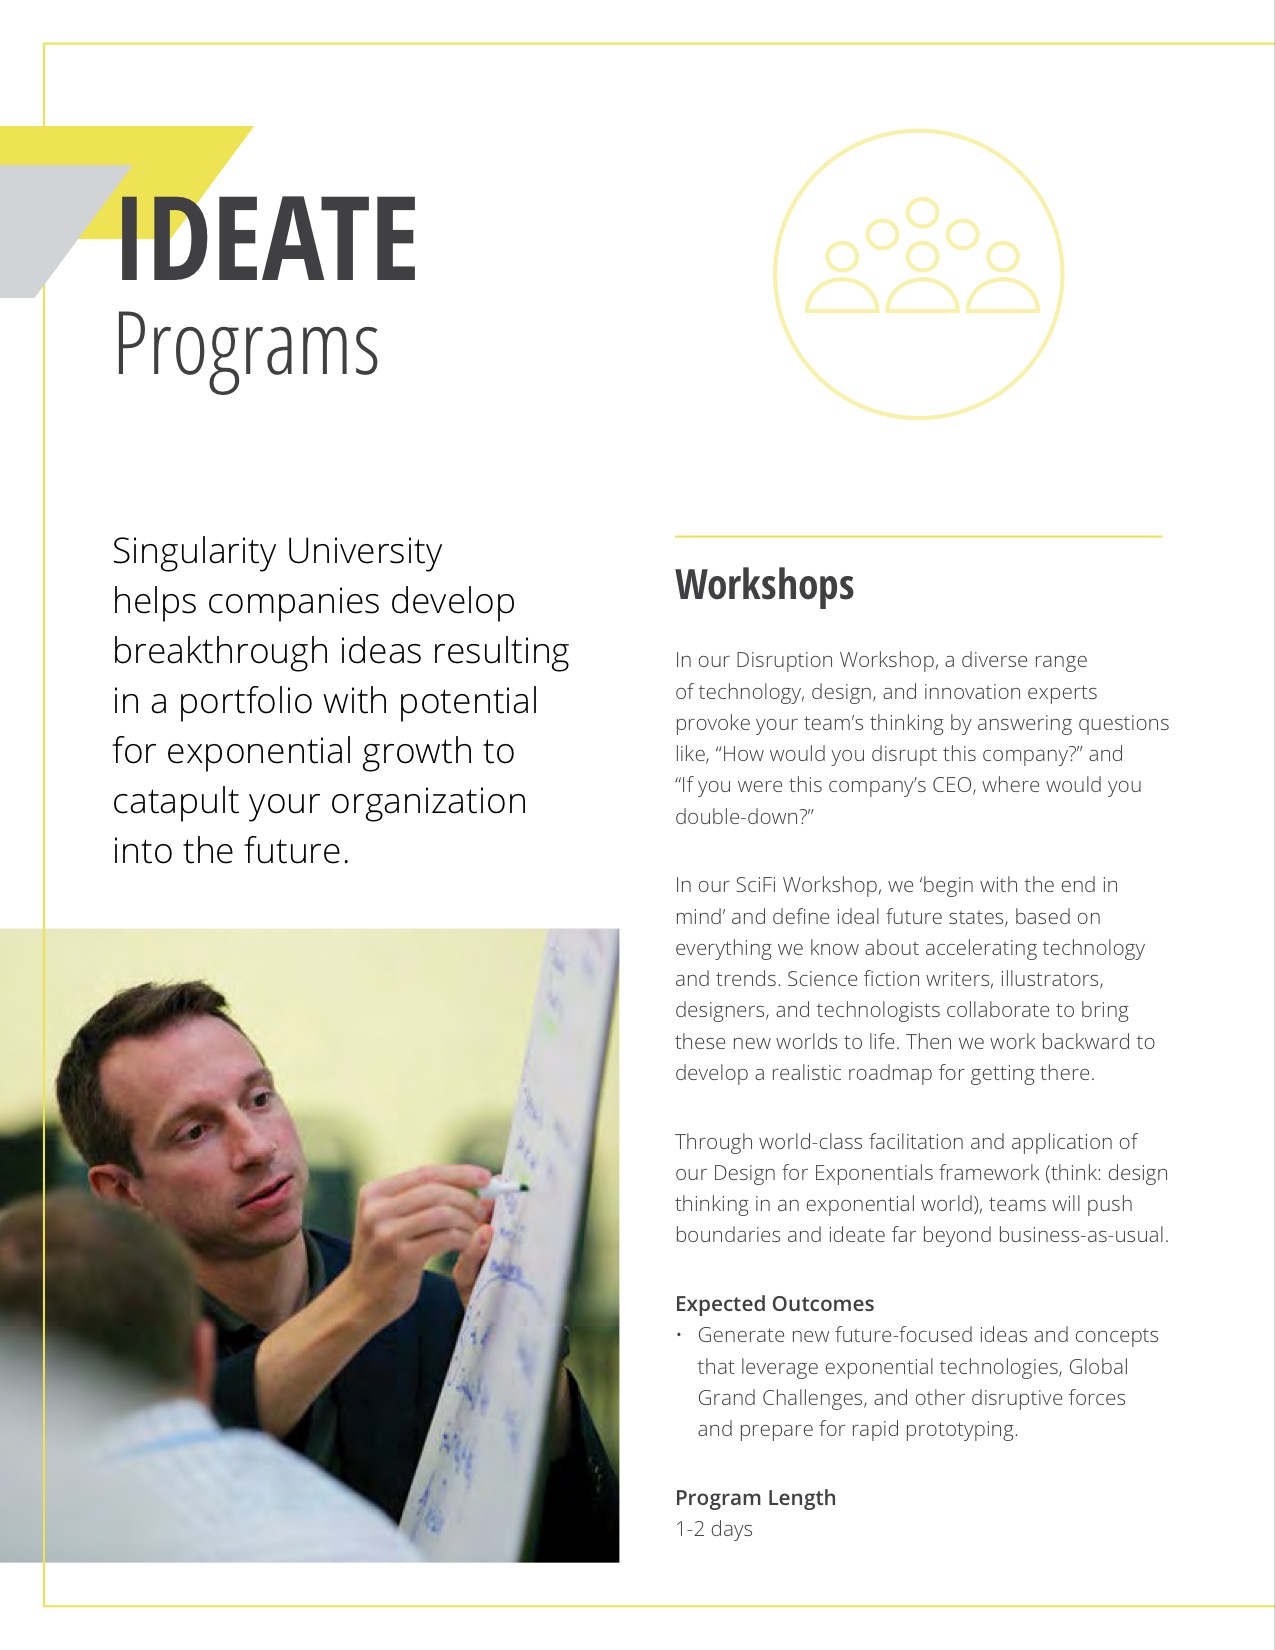 IDEATE
Programs
Singularity University
helps companies develop
breakthrough ideas resulting
in a portfolio with potential
for exponential growth to
catapult your organization
into the future.
Workshops
In our Disruption Workshop, a diverse range
of technology, design, and innovation experts
provoke your team’s thinking by answering questions
like, “How would you disrupt this company?” and
“If you were this company’s CEO, where would you
double-down?”
In our SciFi Workshop, we ‘begin with the end in
mind’ and define ideal future states, based on
everything we know about accelerating technology
and trends. Science fiction writers, illustrators,
designers, and technologists collaborate to bring
these new worlds to life. Then we work backward to
develop a realistic roadmap for getting there.
Through world-class facilitation and application of
our Design for Exponentials framework (think: design
thinking in an exponential world), teams will push
boundaries and ideate far beyond business-as-usual.
Expected Outcomes
• Generate new future-focused ideas and concepts
that leverage exponential technologies, Global
Grand Challenges, and other disruptive forces
and prepare for rapid prototyping.
Program Length
1-2 days